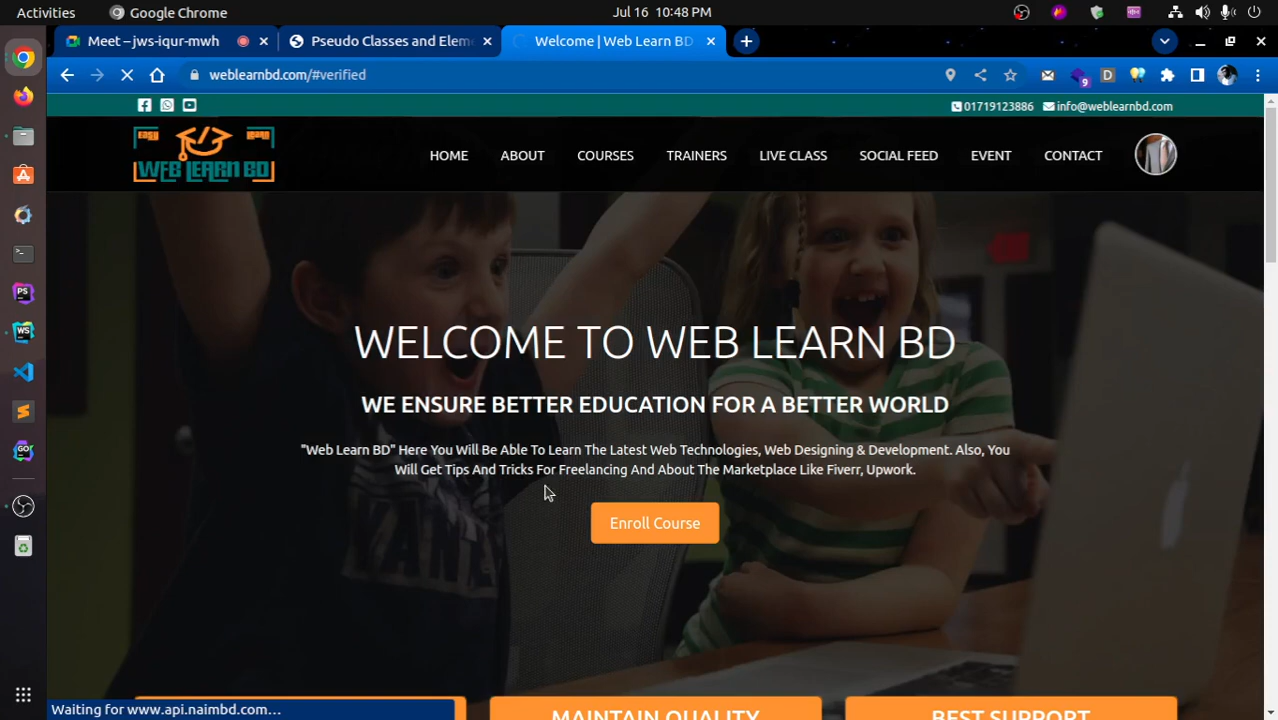 Activities
Google Chrome
Jul 16 10:48 PM
Meet – jws-iqur-mwh
Pseudo Classes and Elem
Welcome | Web Learn BD
weblearnbd.com/#verified
D
9
01719123886
info@weblearnbd.com
EASY
WEB LEARN BD
HOME
ABOUT
COURSES
TRAINERS
LIVE CLASS
SOCIAL FEED
EVENT
CONTACT
WELCOME TO WEB LEARN BD
WE ENSURE BETTER EDUCATION FOR A BETTER WORLD
"Web Learn BD" Here You Will Be Able To Learn The Latest Web Technologies, Web Designing & Development. Also, You
Will Get Tips And Tricks For Freelancing And About The Marketplace Like Fiverr, Upwork.
Enroll Course
MAINTAIN QUALITY
BEST SUPPORT
PS
WS
GO
Waiting for www.api.naimbd.com...